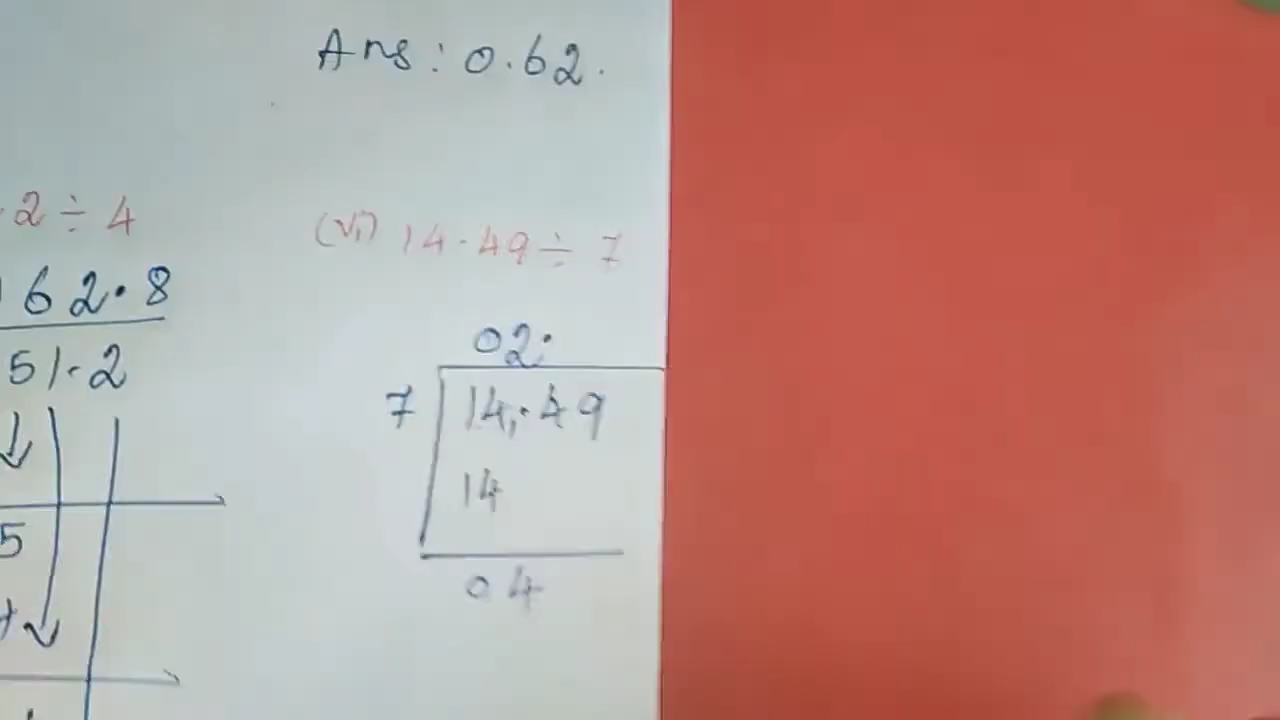 Ans: 0.62.
.2 ÷ 4
62.8
51.2
5
(vi) 14.49 ÷ 7
02.
7 14.49
14
04